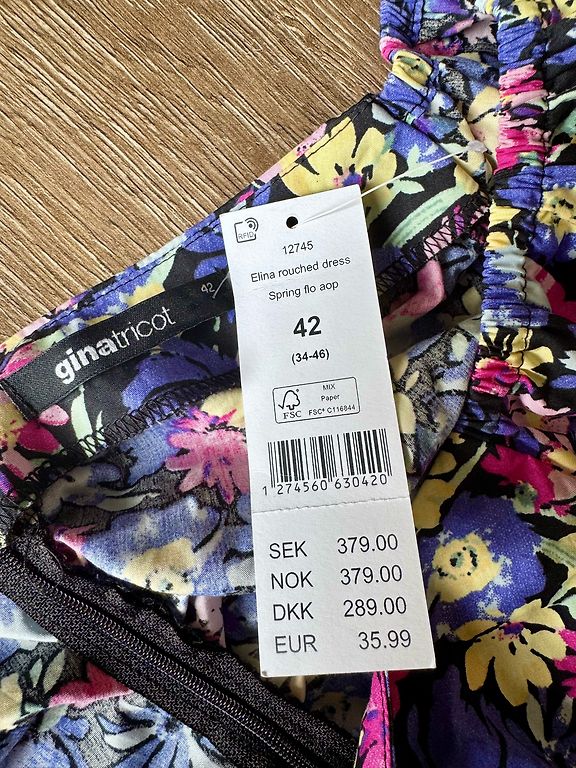 RFID
12745
Elina rouched dress
Spring flo aop
42
(34-46)
FSC
MIX
Paper
FSC® C116844
1 274560 630420
SEK 379.00
NOK 379.00
DKK 289.00
EUR 35.99
ginatricot
42